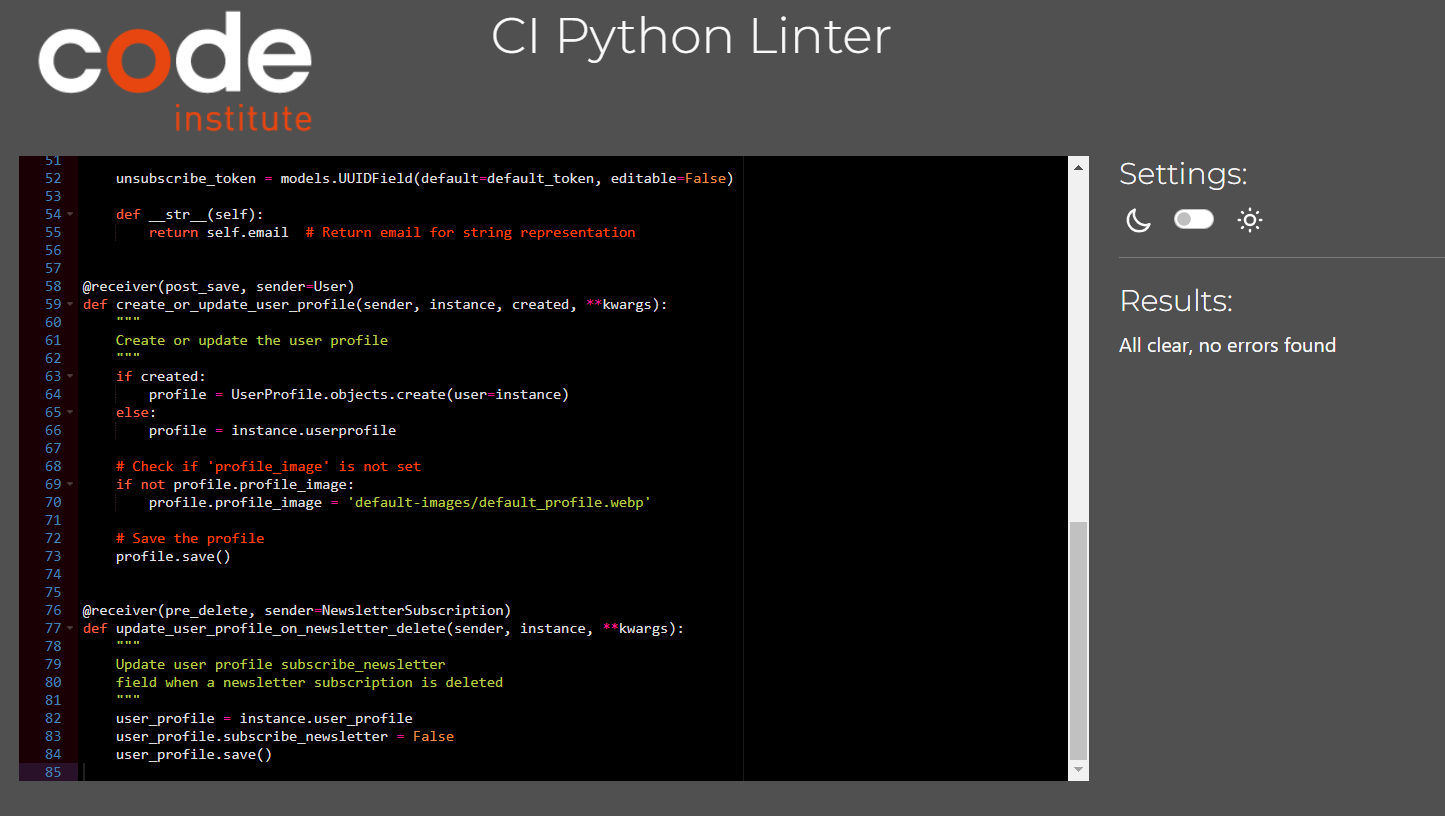 code
institute
CI Python Linter
51
52 unsubscribe_token = models.UUIDField(default=default_token, editable=False)
53
54 def __str__(self):
55 return self.email  # Return email for string representation
56
57
58 @receiver(post_save, sender=User)
59 def create_or_update_user_profile(sender, instance, created, **kwargs):
60 """
61 Create or update the user profile
62 """
63 if created:
64 profile = UserProfile.objects.create(user=instance)
65 else:
66 profile = instance.userprofile
67
68 # Check if 'profile_image' is not set
69 if not profile.profile_image:
70 profile.profile_image = 'default-images/default_profile.webp'
71
72 # Save the profile
73 profile.save()
74
75
76 @receiver(pre_delete, sender=NewsletterSubscription)
77 def update_user_profile_on_newsletter_delete(sender, instance, **kwargs):
78 """
79 Update user profile subscribe_newsletter
80 field when a newsletter subscription is deleted
81 """
82 user_profile = instance.user_profile
83 user_profile.subscribe_newsletter = False
84 user_profile.save()
85
Settings:
Results:
All clear, no errors found